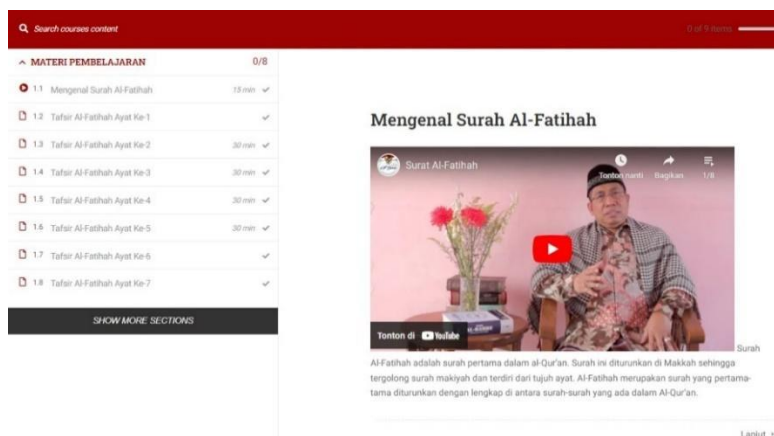 Search courses content
0 of 9 items
MATERI PEMBELAJARAN 0/8
1.1 Mengenal Surah Al-Fatihah 15 min
1.2 Tafsir Al-Fatihah Ayat Ke-1
1.3 Tafsir Al-Fatihah Ayat Ke-2 30 min
1.4 Tafsir Al-Fatihah Ayat Ke-3 30 min
1.5 Tafsir Al-Fatihah Ayat Ke-4 30 min
1.6 Tafsir Al-Fatihah Ayat Ke-5 30 min
1.7 Tafsir Al-Fatihah Ayat Ke-6
1.8 Tafsir Al-Fatihah Ayat Ke-7
SHOW MORE SECTIONS
Mengenal Surah Al-Fatihah
Surat Al-Fatihah
Tonton nanti Bagikan 1/8
Tonton di YouTube
Surah
Al-Fatihah adalah surah pertama dalam al-Qur'an. Surah ini diturunkan di Makkah sehingga
tergolong surah makiyah dan terdiri dari tujuh ayat. Al-Fatihah merupakan surah yang pertama-
tama diturunkan dengan lengkap di antara surah-surah yang ada dalam Al-Qur'an.
Lanjut